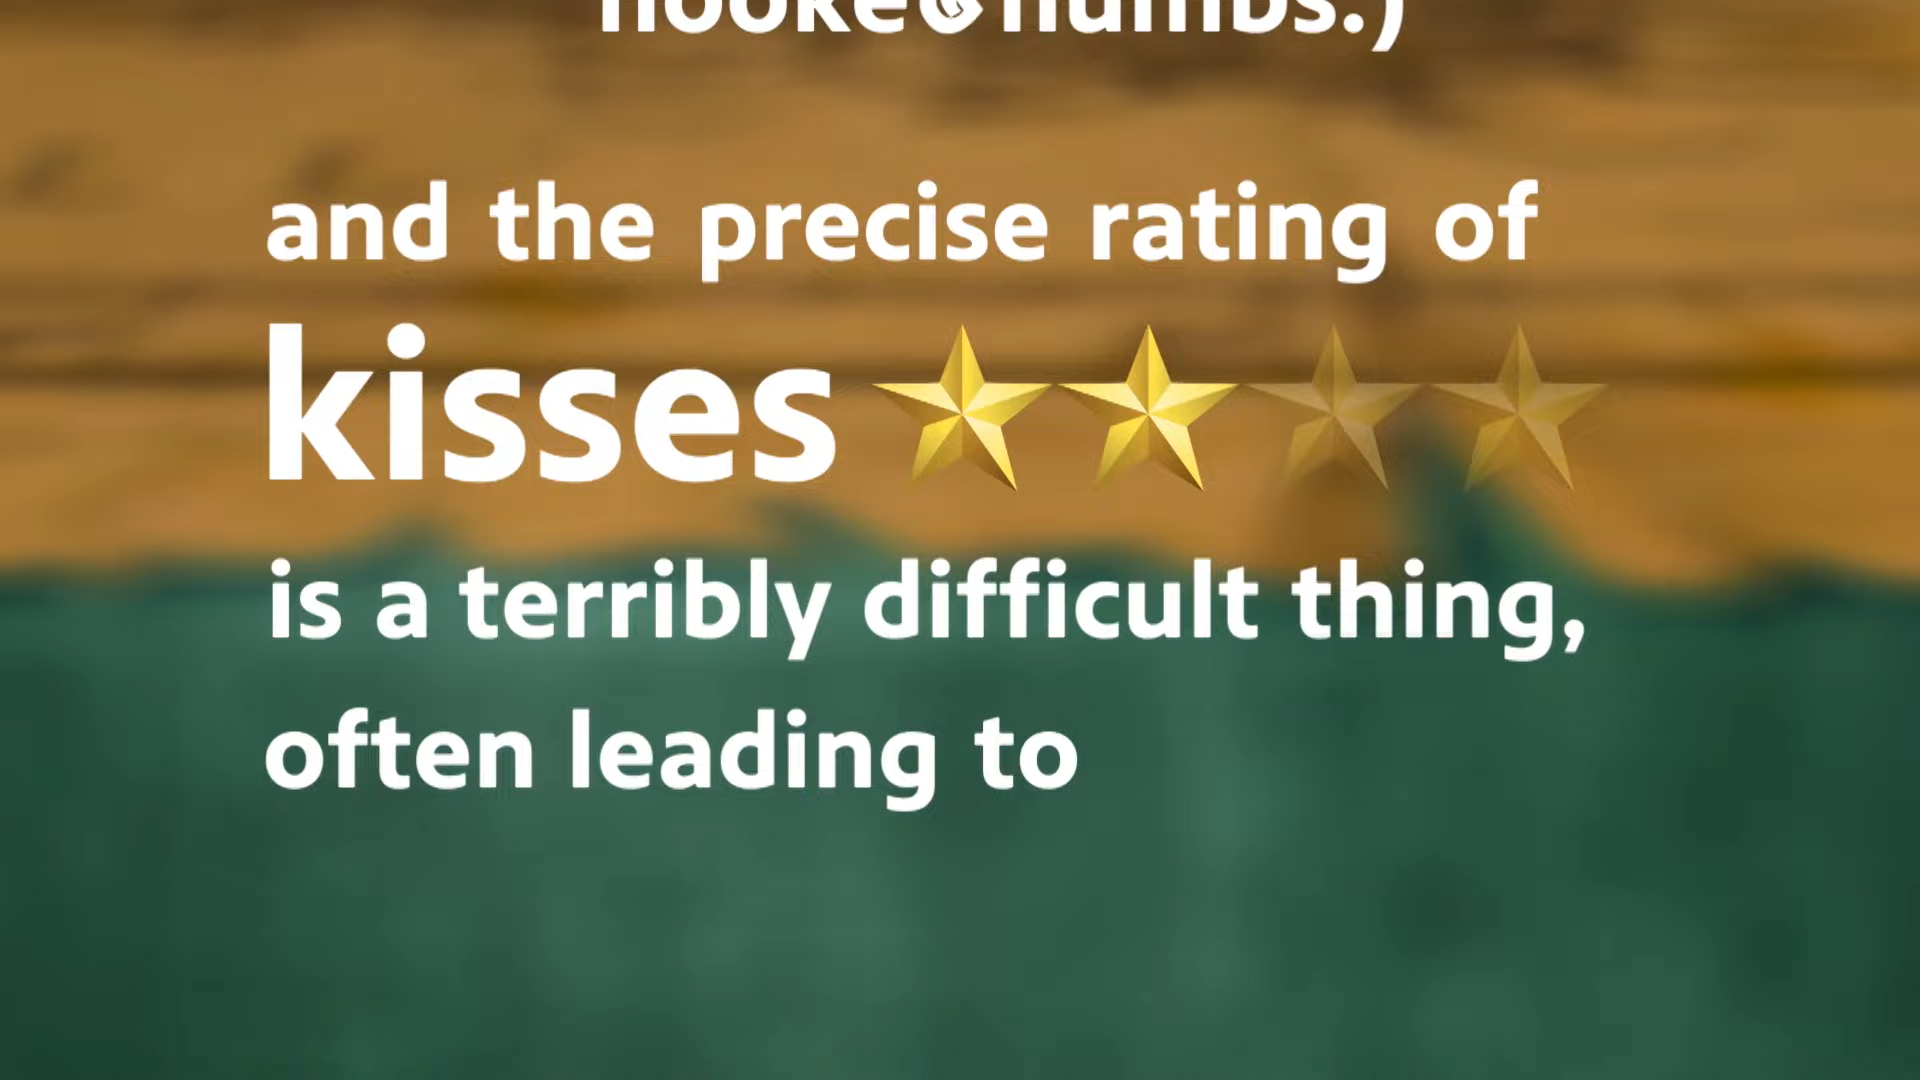 and the precise rating of
kisses
is a terribly difficult thing,
often leading to